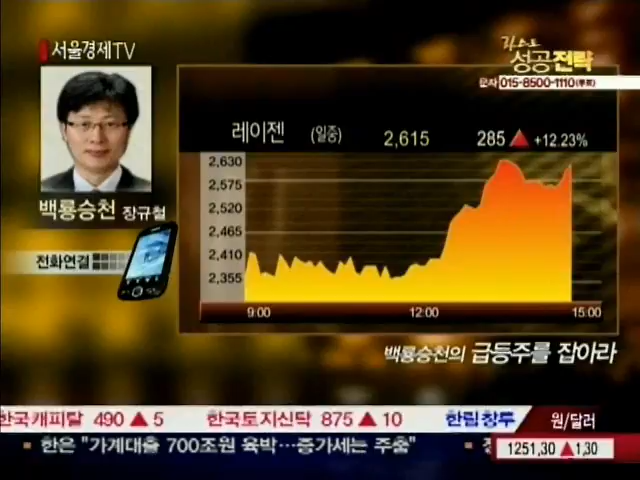 서울경제TV
성공전략
문자 015-8500-1110(무료)
레이젠 (일중) 2,615 285▲ +12.23%
2,630
2,575
2,520
2,465
2,410
2,355
9:00 12:00 15:00
백룡승천 장규철
전화연결
백룡승천의 급등주를 잡아라
한국캐피탈 490▲5 한국토지신탁 875▲10 한림창투 원/달러
한은 "가계대출 700조원 육박…증가세는 주춤" 1251,30▲1,30